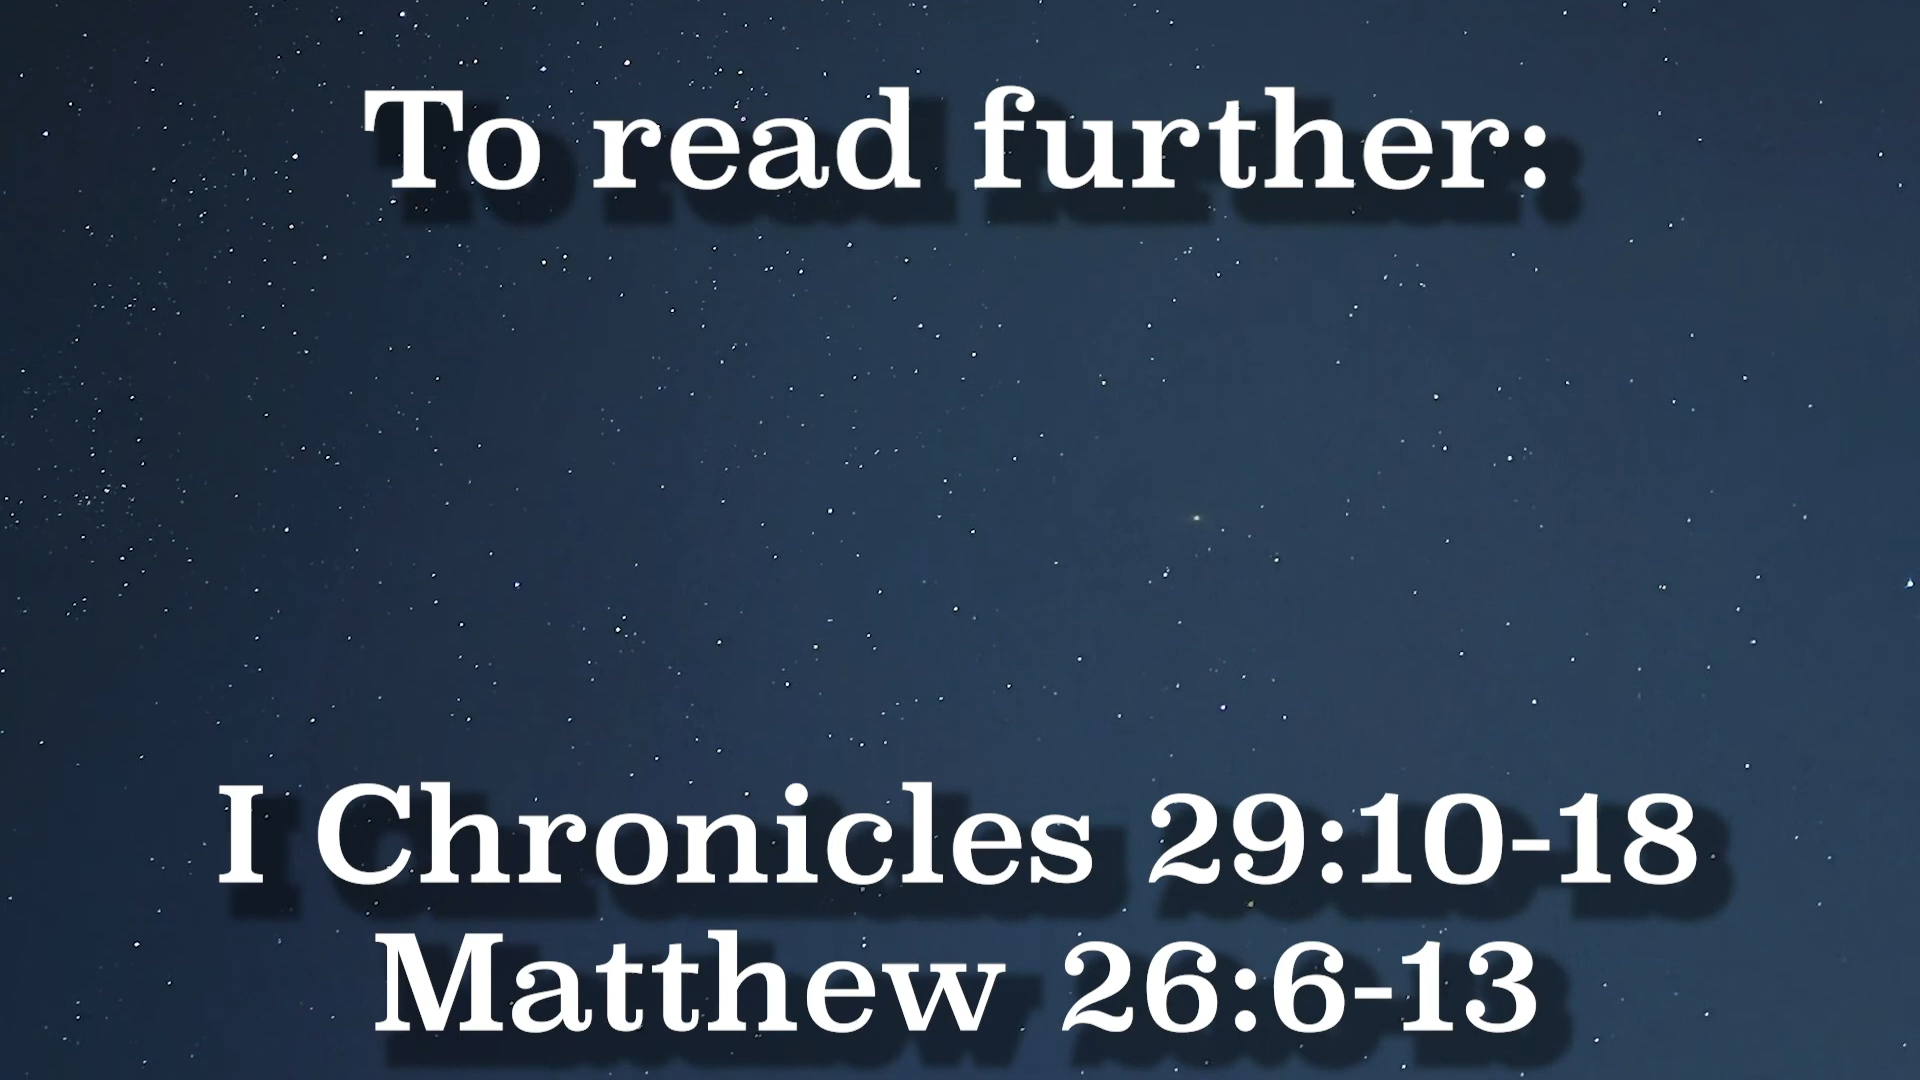 To read further:
I Chronicles 29:10-18
Matthew 26:6-13